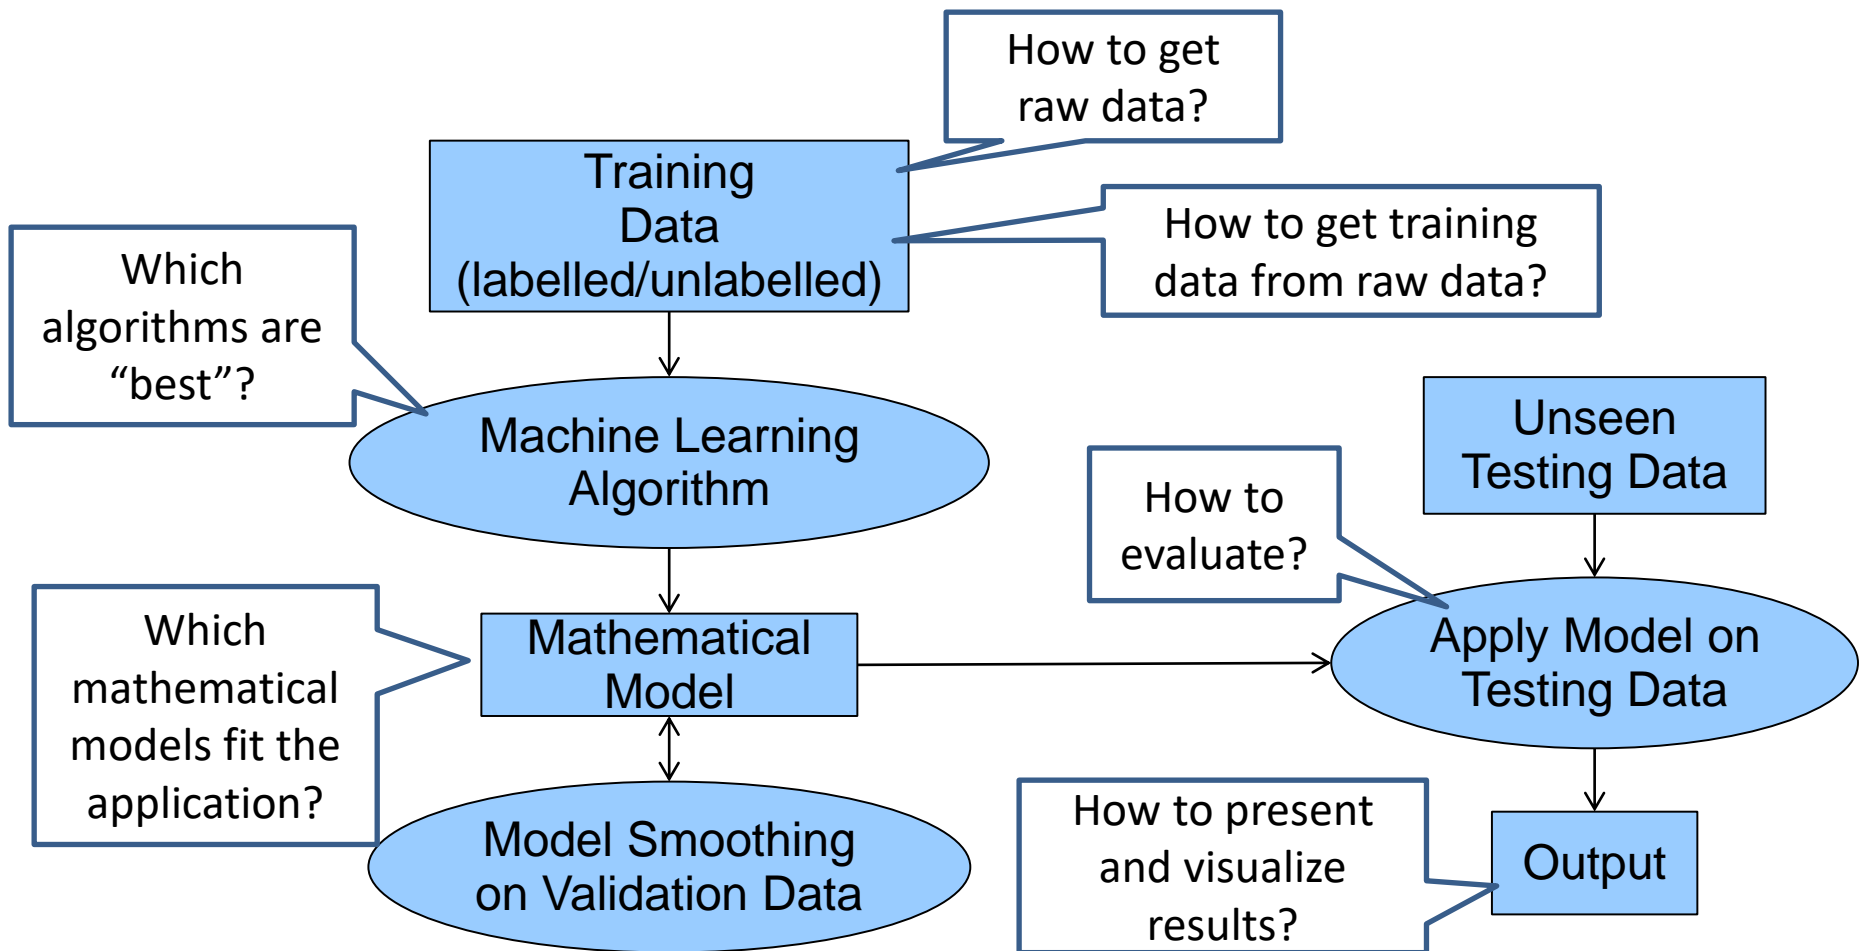 How to get
raw data?
Training
Data
(labelled/unlabelled)
How to get training
data from raw data?
Which
algorithms are
“best”?
Machine Learning
Algorithm
Unseen
Testing Data
How to
evaluate?
Which
mathematical
models fit the
application?
Mathematical
Model
Apply Model on
Testing Data
Model Smoothing
on Validation Data
How to present
and visualize
results?
Output